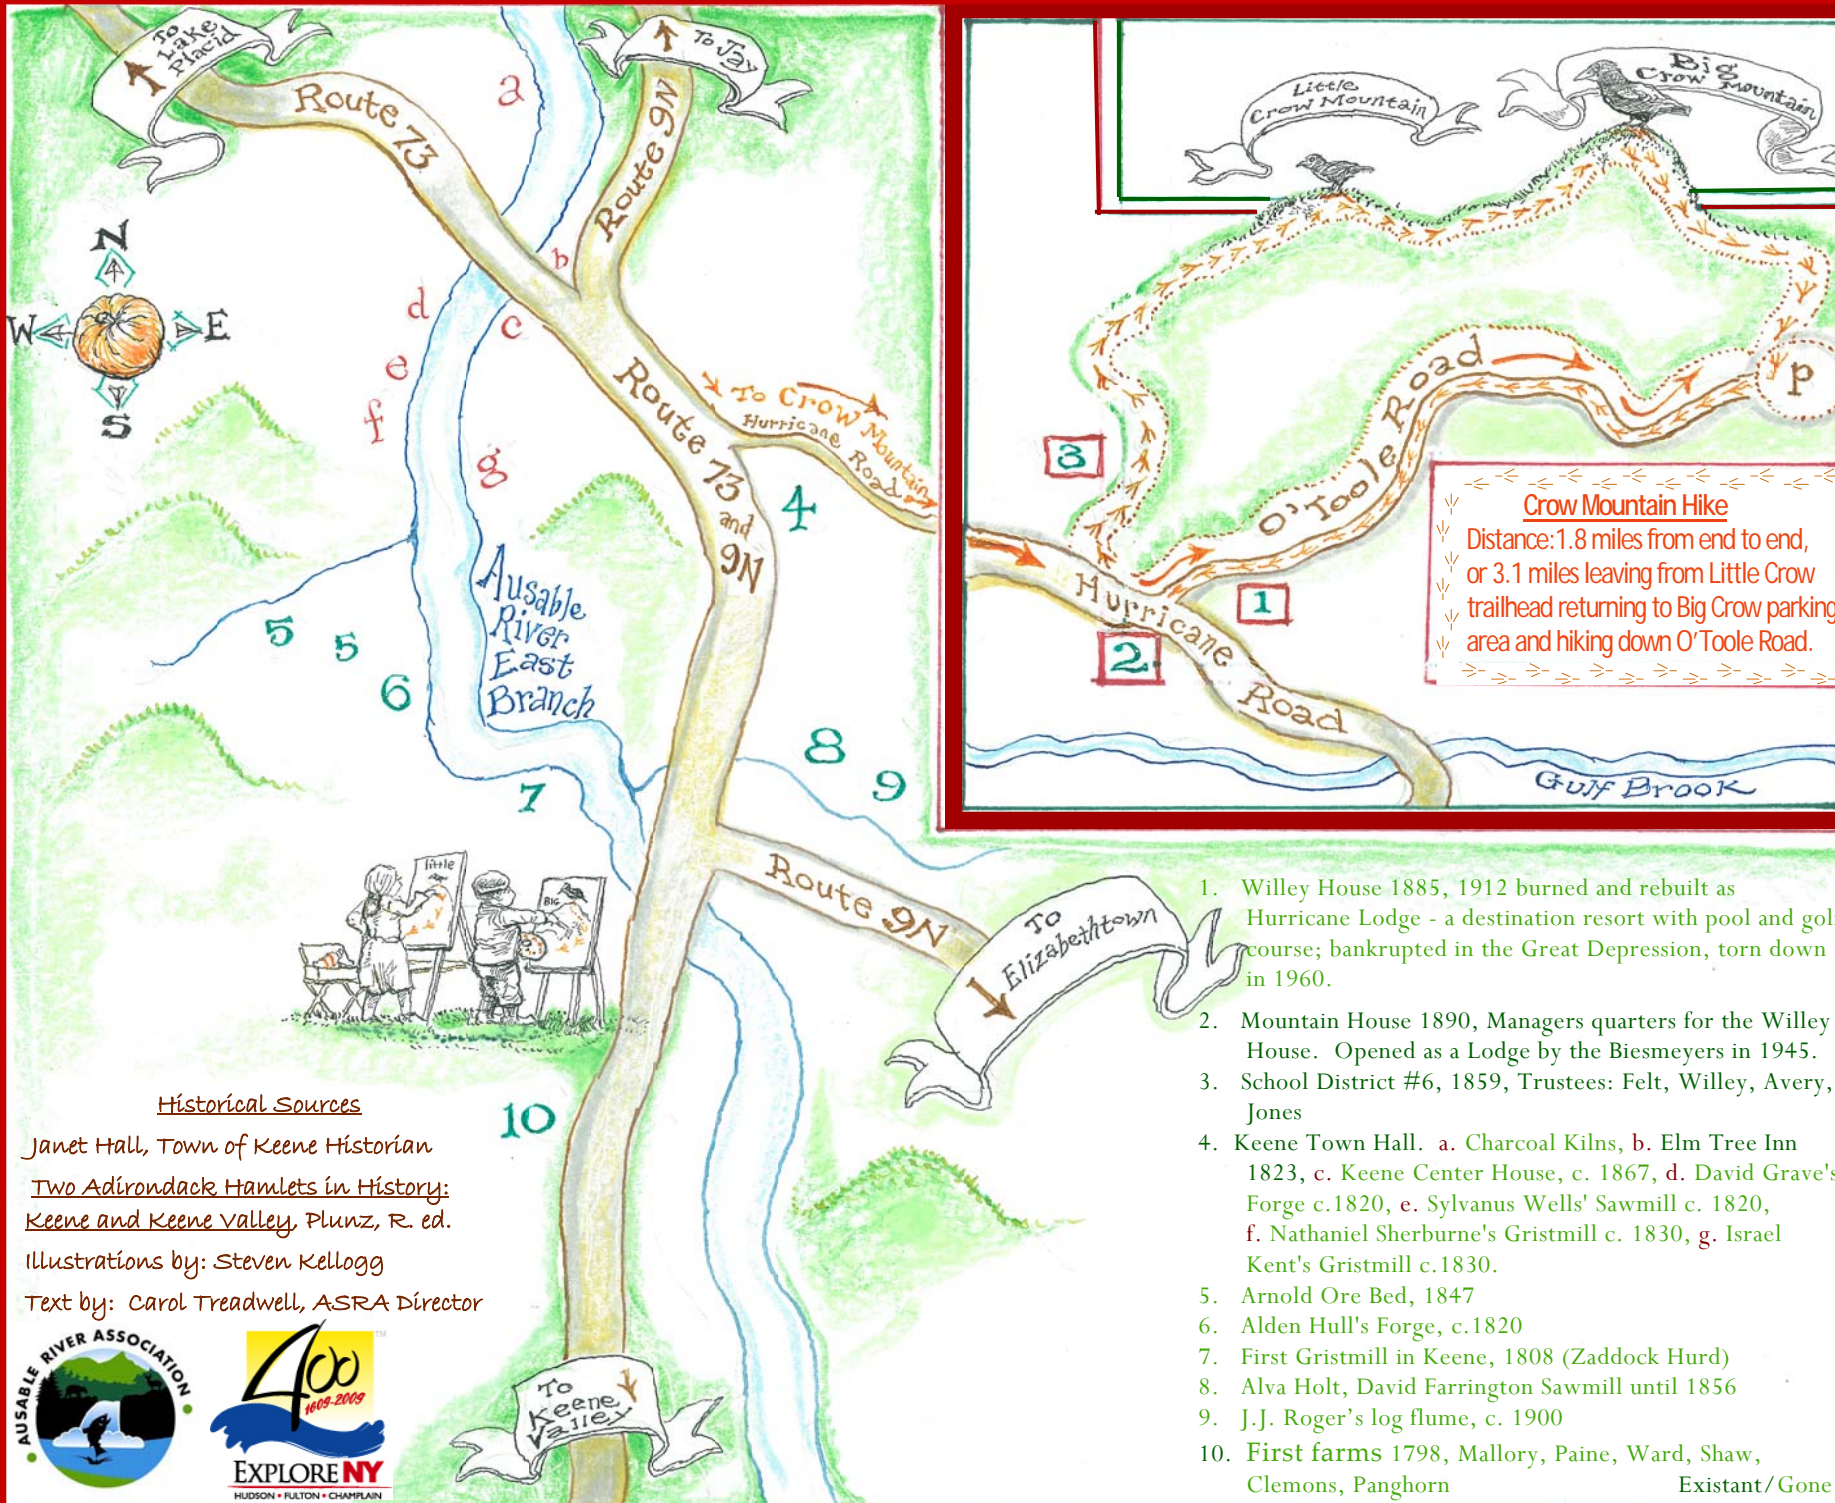 To
Lake
Placid
Route 73
a
To Jay
Route 9N
b
N
W
E
S
d
c
e
f
g
Route 73
and
9N
To Crow Mountain
Hurricane Road
4
5
5
6
Ausable
River
East
Branch
7
8
9
Route 9N
To
Elizabethtown
little
BIG
10
To
Keene
Valley
Little
Crow Mountain
Big
Crow Mountain
O'Toole Road
P
3
1
2
Hurricane
Road
Gulf Brook
Crow Mountain Hike
Distance:1.8 miles from end to end,
or 3.1 miles leaving from Little Crow
trailhead returning to Big Crow parking
area and hiking down O'Toole Road.
1. Willey House 1885, 1912 burned and rebuilt as
Hurricane Lodge - a destination resort with pool and gol
course; bankrupted in the Great Depression, torn down
in 1960.
2. Mountain House 1890, Managers quarters for the Willey
House. Opened as a Lodge by the Biesmeyers in 1945.
3. School District #6, 1859, Trustees: Felt, Willey, Avery,
Jones
4. Keene Town Hall. a. Charcoal Kilns, b. Elm Tree Inn
1823, c. Keene Center House, c. 1867, d. David Grave's
Forge c.1820, e. Sylvanus Wells' Sawmill c. 1820,
f. Nathaniel Sherburne's Gristmill c. 1830, g. Israel
Kent's Gristmill c.1830.
5. Arnold Ore Bed, 1847
6. Alden Hull's Forge, c.1820
7. First Gristmill in Keene, 1808 (Zaddock Hurd)
8. Alva Holt, David Farrington Sawmill until 1856
9. J.J. Roger’s log flume, c. 1900
10. First farms 1798, Mallory, Paine, Ward, Shaw,
Clemons, Panghorn
Existant/Gone
Historical Sources
Janet Hall, Town of Keene Historian
Two Adirondack Hamlets in History:
Keene and Keene Valley, Plunz, R. ed.
Illustrations by: Steven Kellogg
Text by: Carol Treadwell, ASRA Director
AUSABLE RIVER ASSOCIATION
400
TM
1609-2009
EXPLORE NY
HUDSON • FULTON • CHAMPLAIN